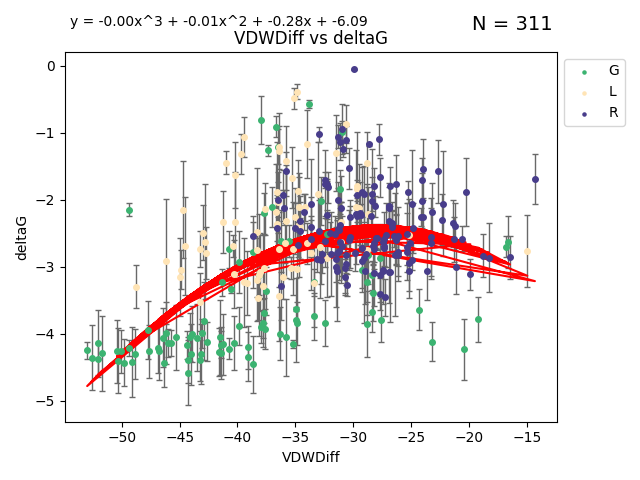 y = -0.00x^3 + -0.01x^2 + -0.28x + -6.09
N = 311
VDWDiff vs deltaG
G
L
R
0
−1
−2
−3
−4
−5
deltaG
−50 −45 −40 −35 −30 −25 −20 −15
VDWDiff